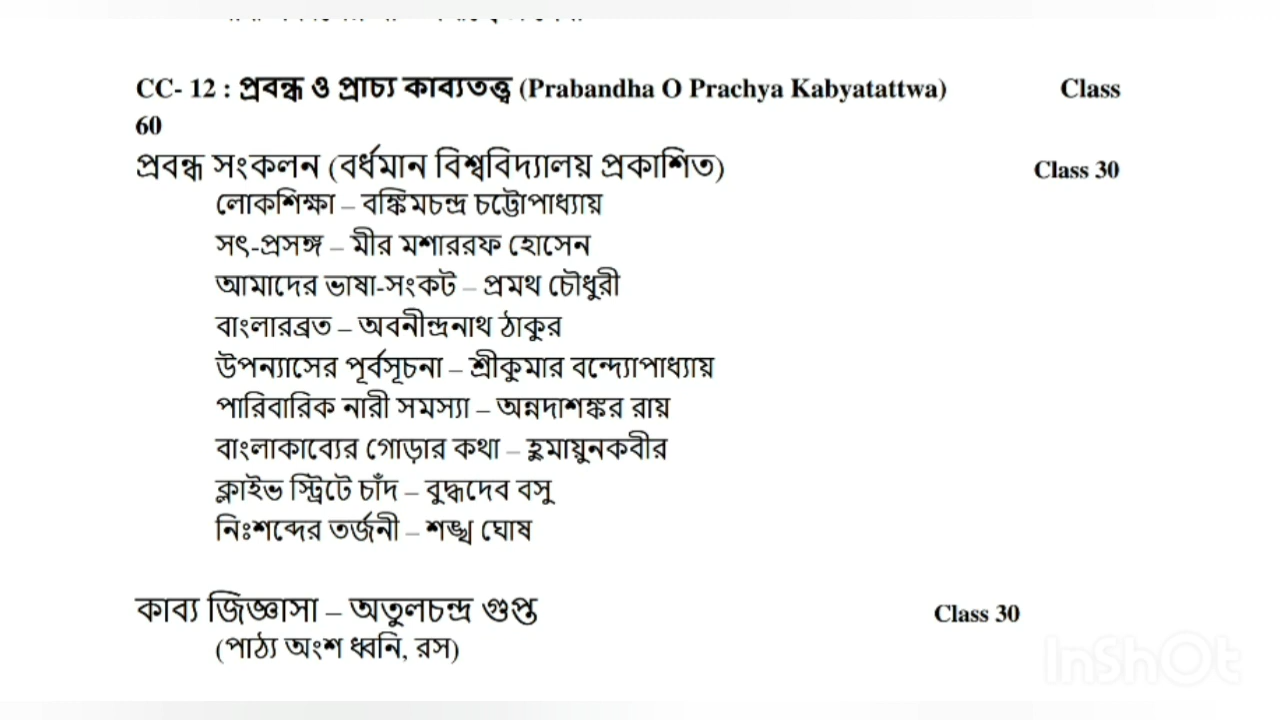 CC- 12 : প্রবন্ধ ও প্রাচ্য কাব্যতত্ত্ব (Prabandha O Prachya Kabyatattwa) Class
60
প্রবন্ধ সংকলন (বর্ধমান বিশ্ববিদ্যালয় প্রকাশিত) Class 30
লোকশিক্ষা – বঙ্কিমচন্দ্র চট্টোপাধ্যায়
সৎ-প্রসঙ্গ – মীর মশাররফ হোসেন
আমাদের ভাষা-সংকট – প্রমথ চৌধুরী
বাংলারব্রত – অবনীন্দ্রনাথ ঠাকুর
উপন্যাসের পূর্বসূচনা – শ্রীকুমার বন্দ্যোপাধ্যায়
পারিবারিক নারী সমস্যা – অন্নদাশঙ্কর রায়
বাংলাকাব্যের গোড়ার কথা – হুমায়ুনকবীর
ক্লাইভ স্ট্রিটে চাঁদ – বুদ্ধদেব বসু
নিঃশব্দের তর্জনী – শঙ্খ ঘোষ
কাব্য জিজ্ঞাসা – অতুলচন্দ্র গুপ্ত Class 30
(পাঠ্য অংশ ধ্বনি, রস)
InShOt